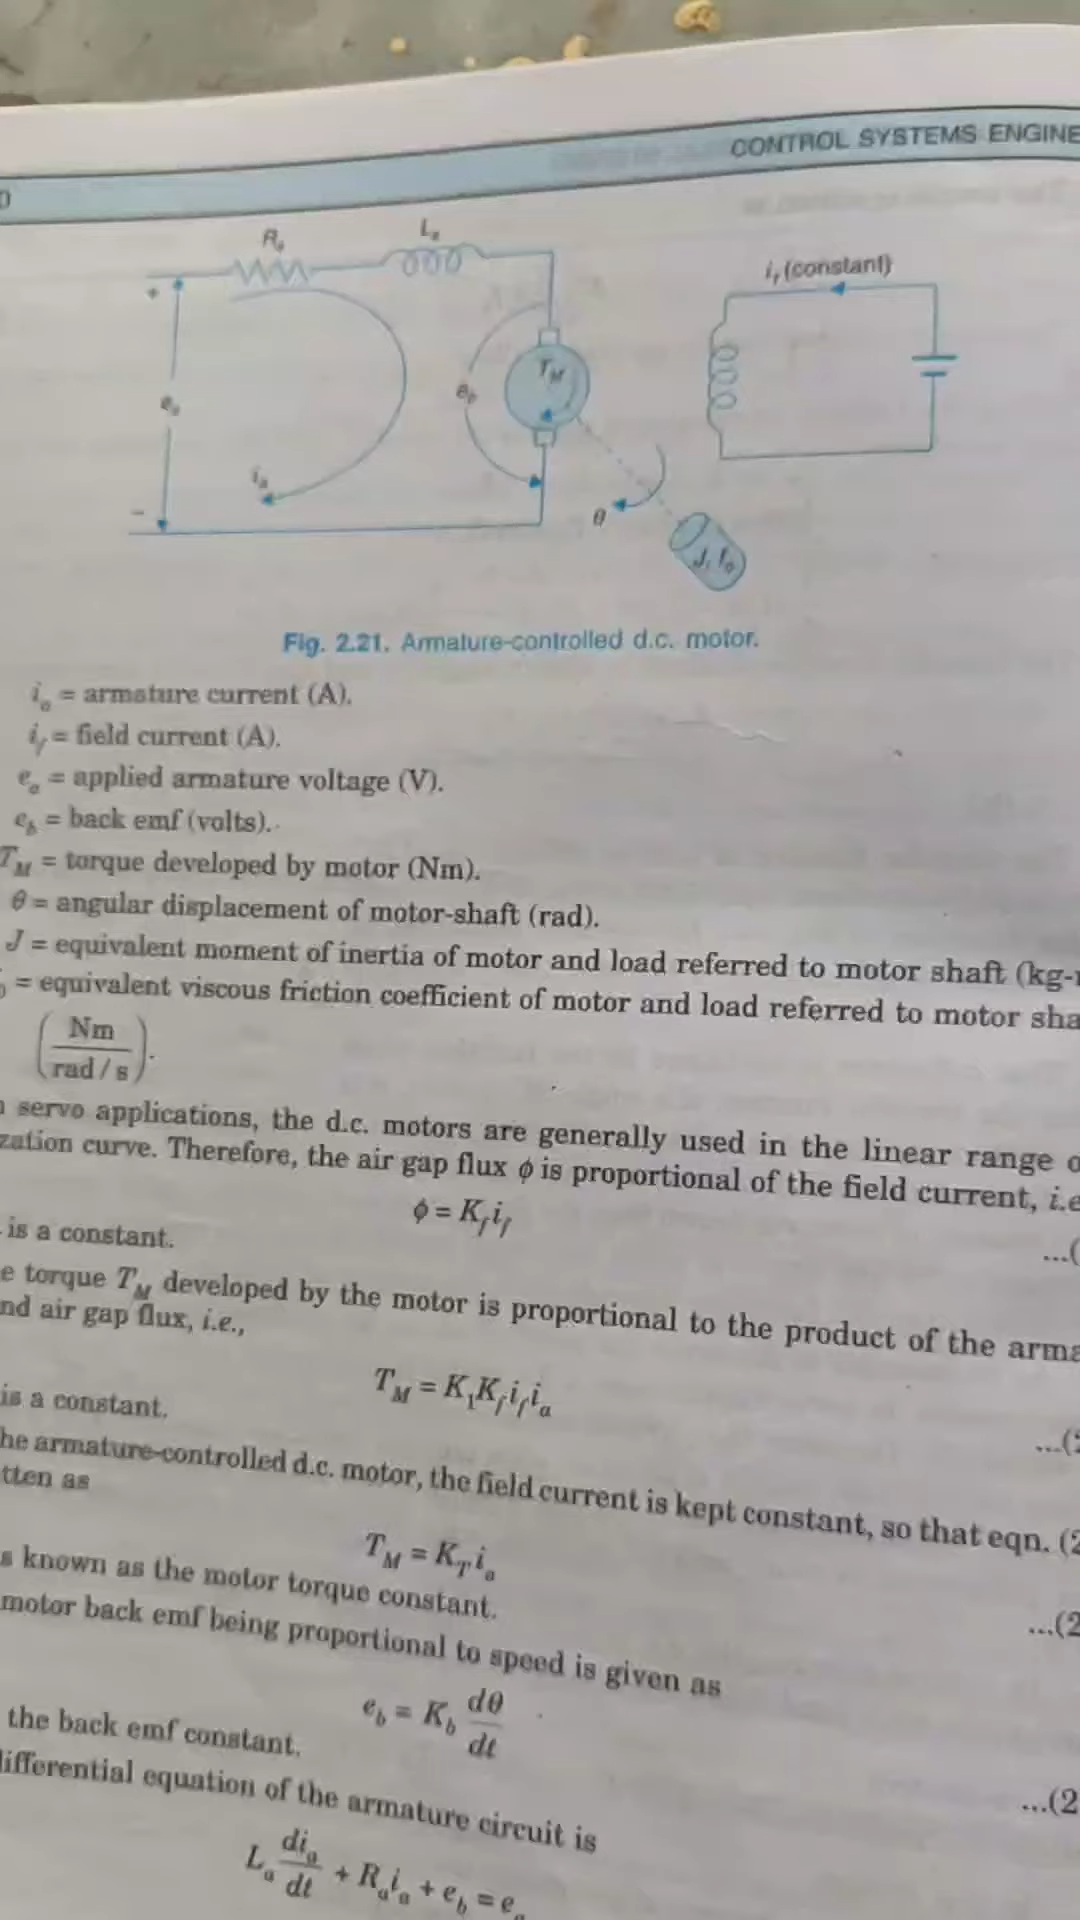 CONTROL SYSTEMS ENGINE
Rₐ
Lₐ
i_f (constant)
+
T_M
e_b
eₐ
iₐ
–
θ
J, f₀
Fig. 2.21. Armature-controlled d.c. motor.
iₐ = armature current (A).
i_f = field current (A).
eₐ = applied armature voltage (V).
e_b = back emf (volts).
T_M = torque developed by motor (Nm).
θ = angular displacement of motor-shaft (rad).
J = equivalent moment of inertia of motor and load referred to motor shaft (kg-
= equivalent viscous friction coefficient of motor and load referred to motor sha
(Nm / rad / s).
servo applications, the d.c. motors are generally used in the linear range o
zation curve. Therefore, the air gap flux ϕ is proportional of the field current, i.e
ϕ = K_f i_f
...(
is a constant.
e torque T_M developed by the motor is proportional to the product of the arma
nd air gap flux, i.e.,
T_M = K₁K_f i_f iₐ
...(2
is a constant.
he armature-controlled d.c. motor, the field current is kept constant, so that eqn. (2
tten as
T_M = K_T iₐ
...(2
s known as the motor torque constant.
motor back emf being proportional to speed is given as
e_b = K_b dθ/dt
...(2
the back emf constant.
differential equation of the armature circuit is
Lₐ diₐ/dt + Rₐiₐ + e_b = eₐ